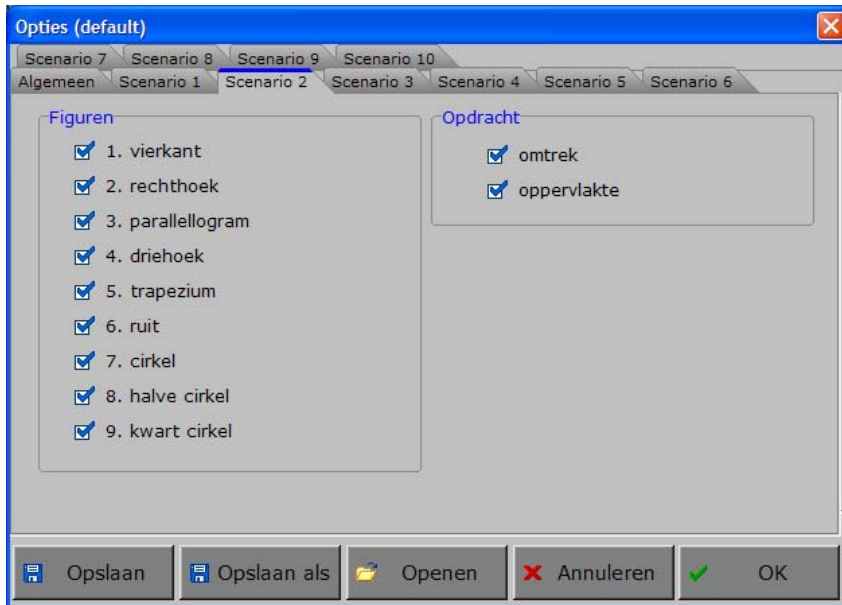 Opties (default)
Scenario 7 Scenario 8 Scenario 9 Scenario 10
Algemeen Scenario 1 Scenario 2 Scenario 3 Scenario 4 Scenario 5 Scenario 6
Figuren
1. vierkant
2. rechthoek
3. parallellogram
4. driehoek
5. trapezium
6. ruit
7. cirkel
8. halve cirkel
9. kwart cirkel
Opdracht
omtrek
oppervlakte
Opslaan Opslaan als Openen Annuleren OK